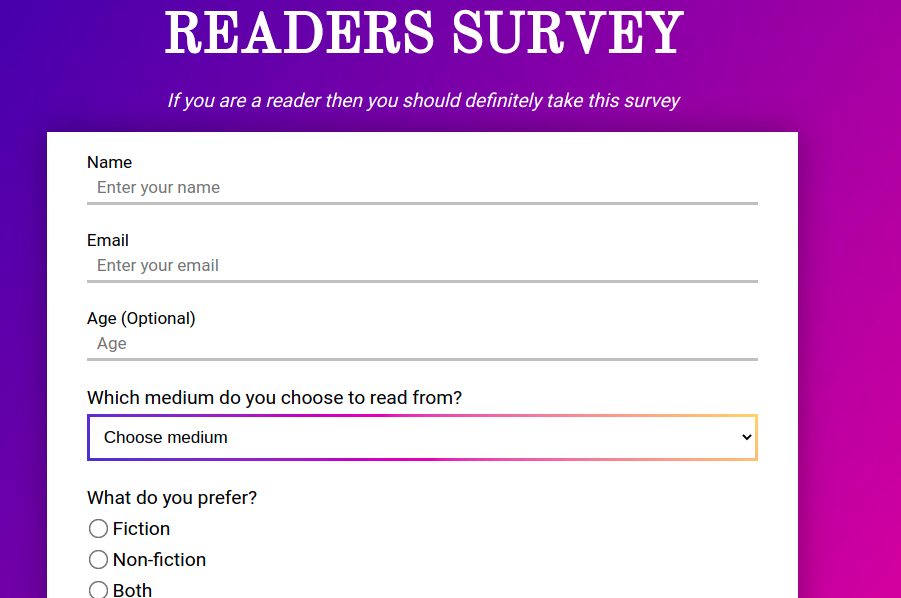 READERS SURVEY
If you are a reader then you should definitely take this survey
Name
Enter your name
Email
Enter your email
Age (Optional)
Age
Which medium do you choose to read from?
Choose medium
What do you prefer?
Fiction
Non-fiction
Both